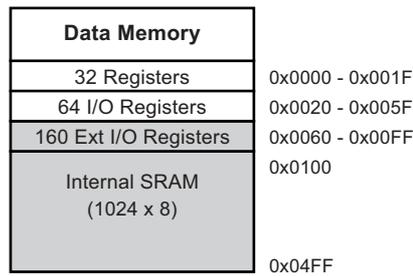 Data Memory
32 Registers 0x0000 - 0x001F
64 I/O Registers 0x0020 - 0x005F
160 Ext I/O Registers 0x0060 - 0x00FF
0x0100
Internal SRAM
(1024 x 8)
0x04FF